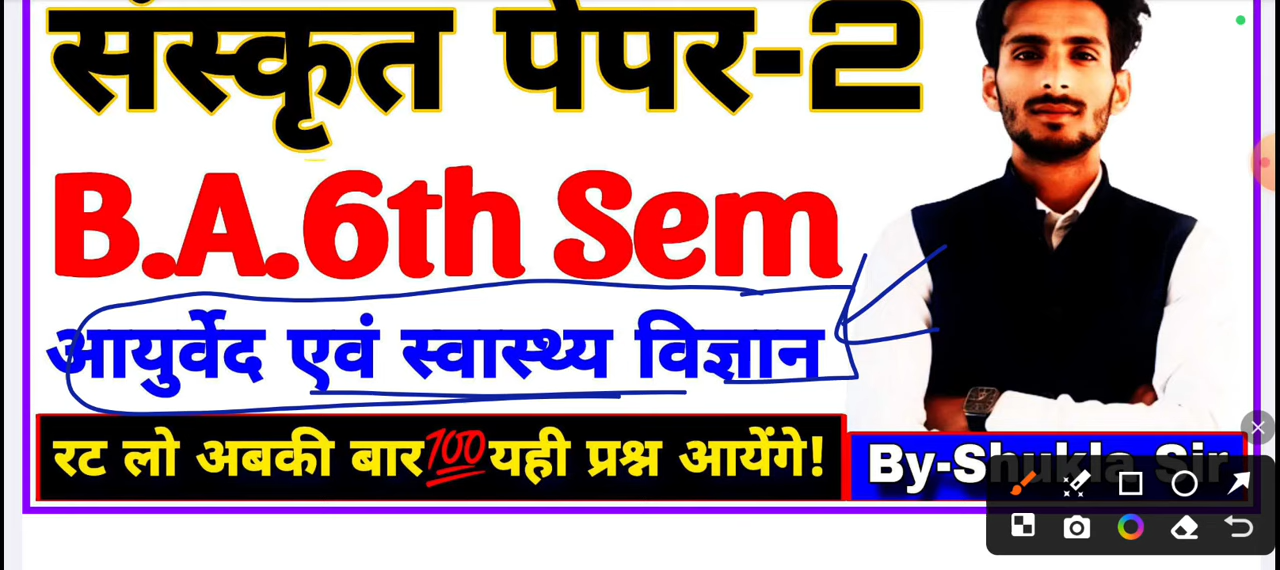 संस्कृत पेपर-2
B.A.6th Sem
आयुर्वेद एवं स्वास्थ्य विज्ञान
रट लो अबकी बार💯यही प्रश्न आयेंगे!
By-Shukla Sir